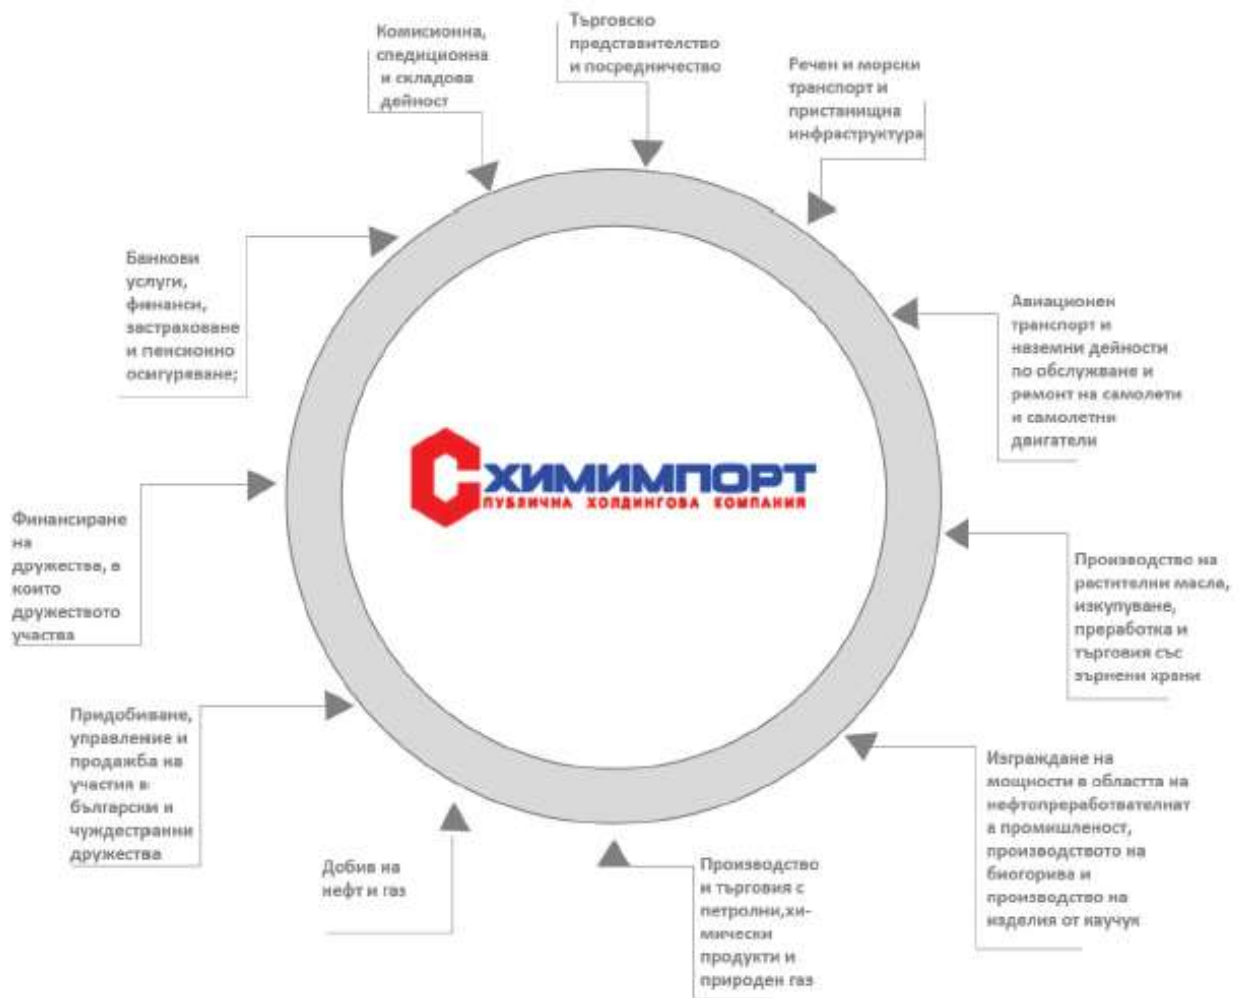 Комисионна,
спедиционна
и складова
дейност
Търговско
представителство
и посредничество
Речен и морски
транспорт и
пристанищна
инфраструктура
Банкови
услуги,
финанси,
застраховане
и пенсионно
осигуряване;
Авиационен
транспорт и
наземни дейности
по обслужване и
ремонт на самолети
и самолетни
двигатели
ХИМИМПОРТ
ПУБЛИЧНА ХОЛДИНГОВА КОМПАНИЯ
Финансиране
на
дружества, в
които
дружеството
участва
Производство на
растителни масла,
изкупуване,
преработка и
търговия със
зърнени храни
Придобиване,
управление и
продажба на
участия в
български и
чуждестранни
дружества
Изграждане на
мощности в областта на
нефтопреработвателнат
а промишленост,
производството на
биогорива и
производство на
изделия от каучук
Добив на
нефт и газ
Производство
и търговия с
петролни,хи-
мически
продукти и
природен газ